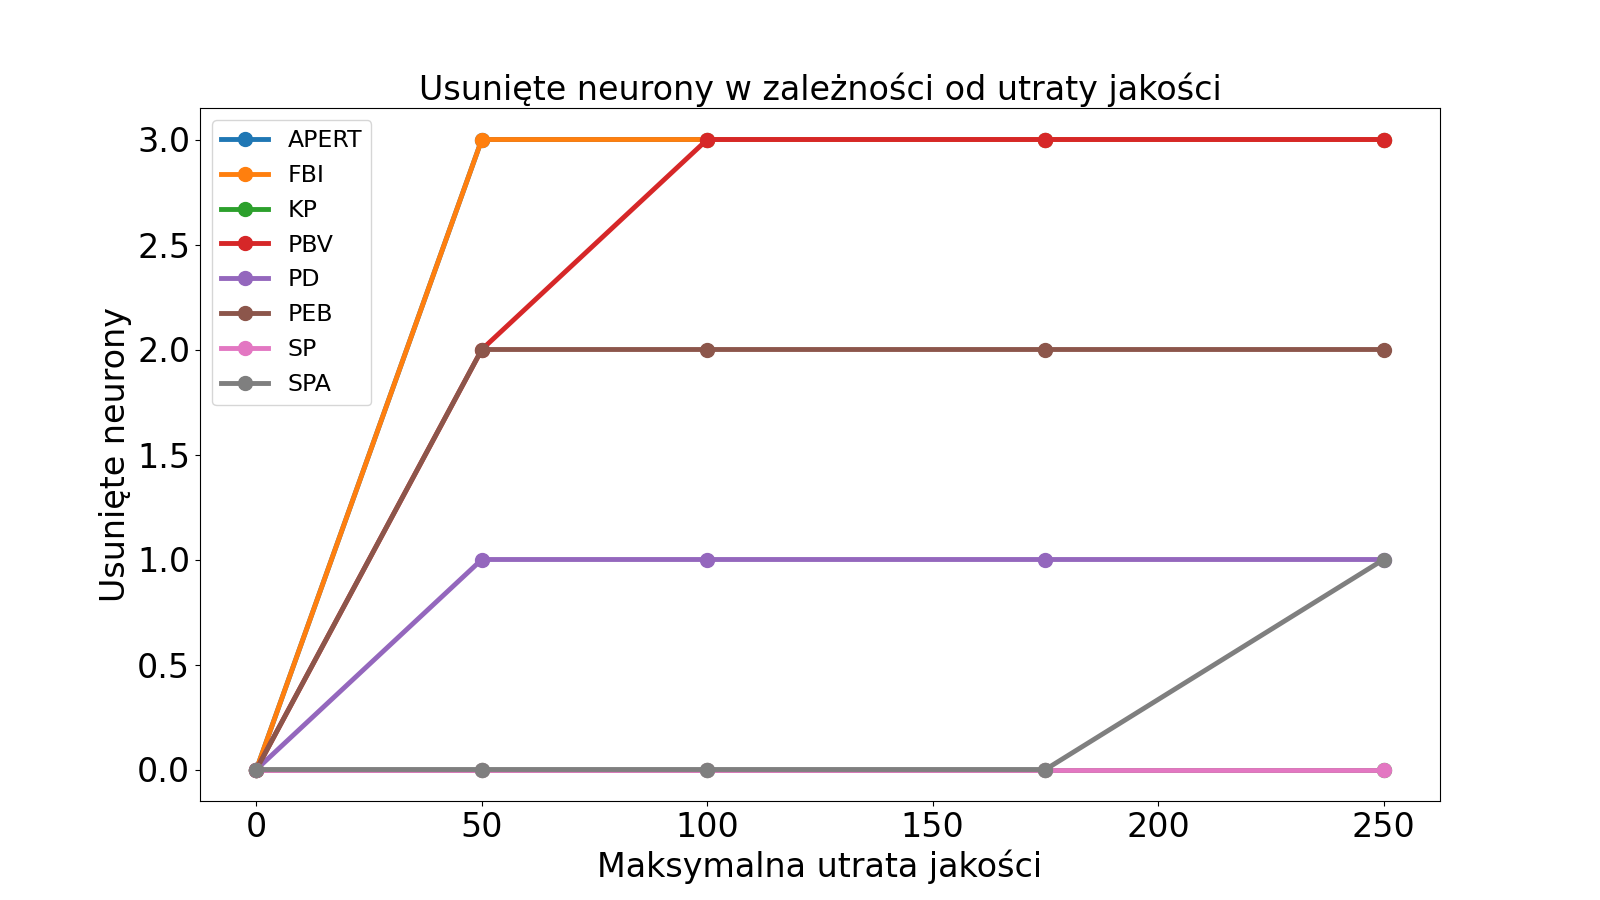 Usunięte neurony w zależności od utraty jakości
APERT
FBI
KP
PBV
PD
PEB
SP
SPA
Usunięte neurony
3.0
2.5
2.0
1.5
1.0
0.5
0.0
0 50 100 150 200 250
Maksymalna utrata jakości